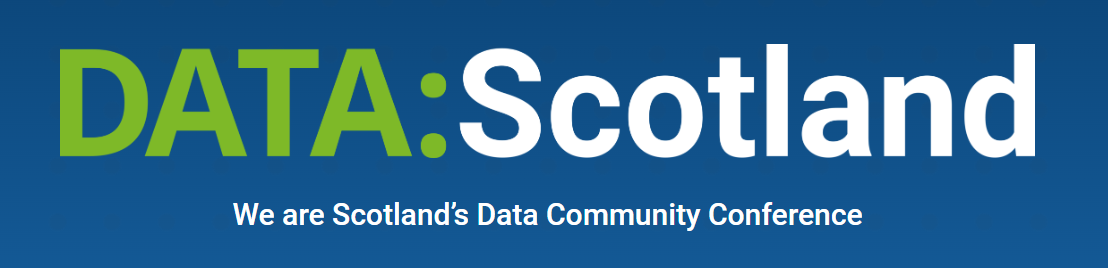 DATA:Scotland
We are Scotland’s Data Community Conference